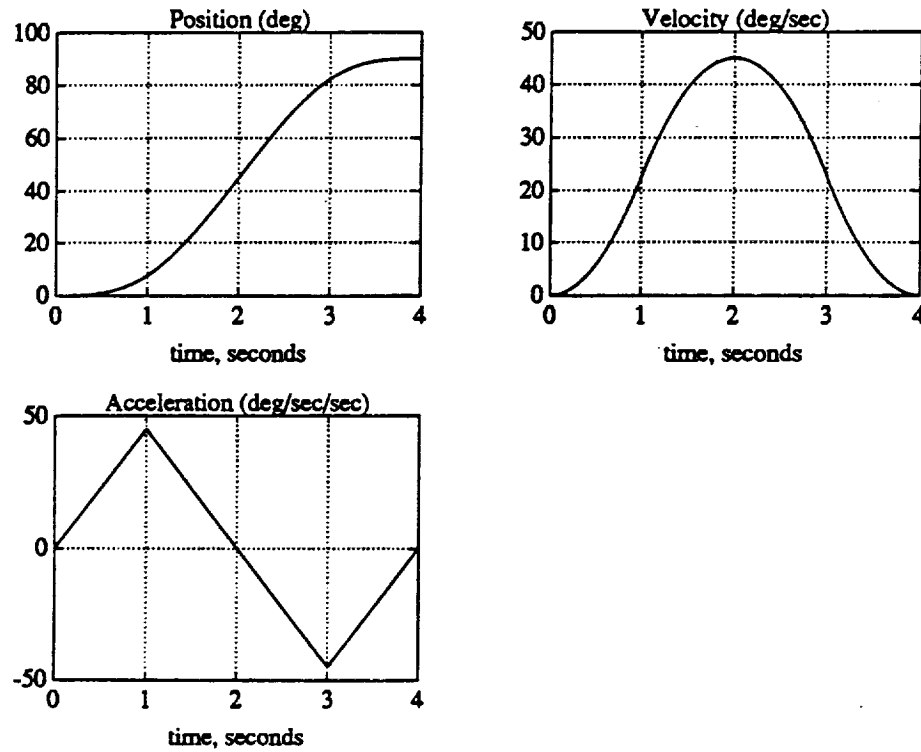 Position (deg)
100
80
60
40
20
0
0 1 2 3 4
time, seconds
Velocity (deg/sec)
50
40
30
20
10
0
0 1 2 3 4
time, seconds
Acceleration (deg/sec/sec)
50
0
-50
0 1 2 3 4
time, seconds